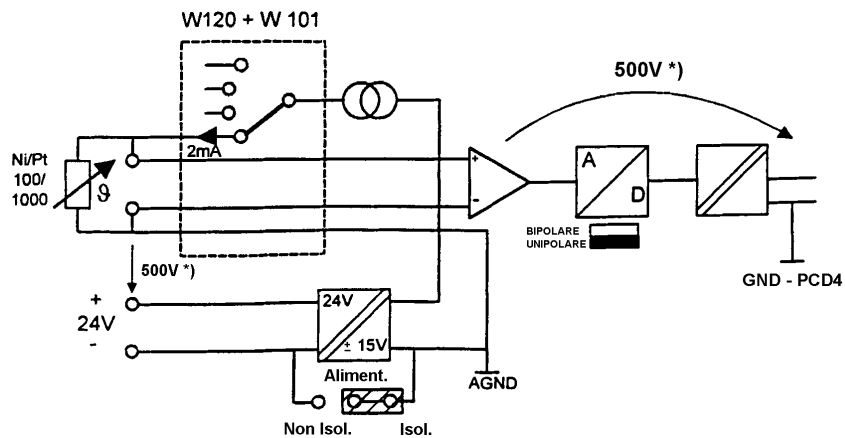 W120 + W 101
500V *)
2mA
Ni/Pt
100/
1000
ϑ
+
-
A
D
BIPOLARE
UNIPOLARE
GND - PCD4
500V *)
+
24V
-
24V
± 15V
Aliment.
AGND
Non Isol.
Isol.